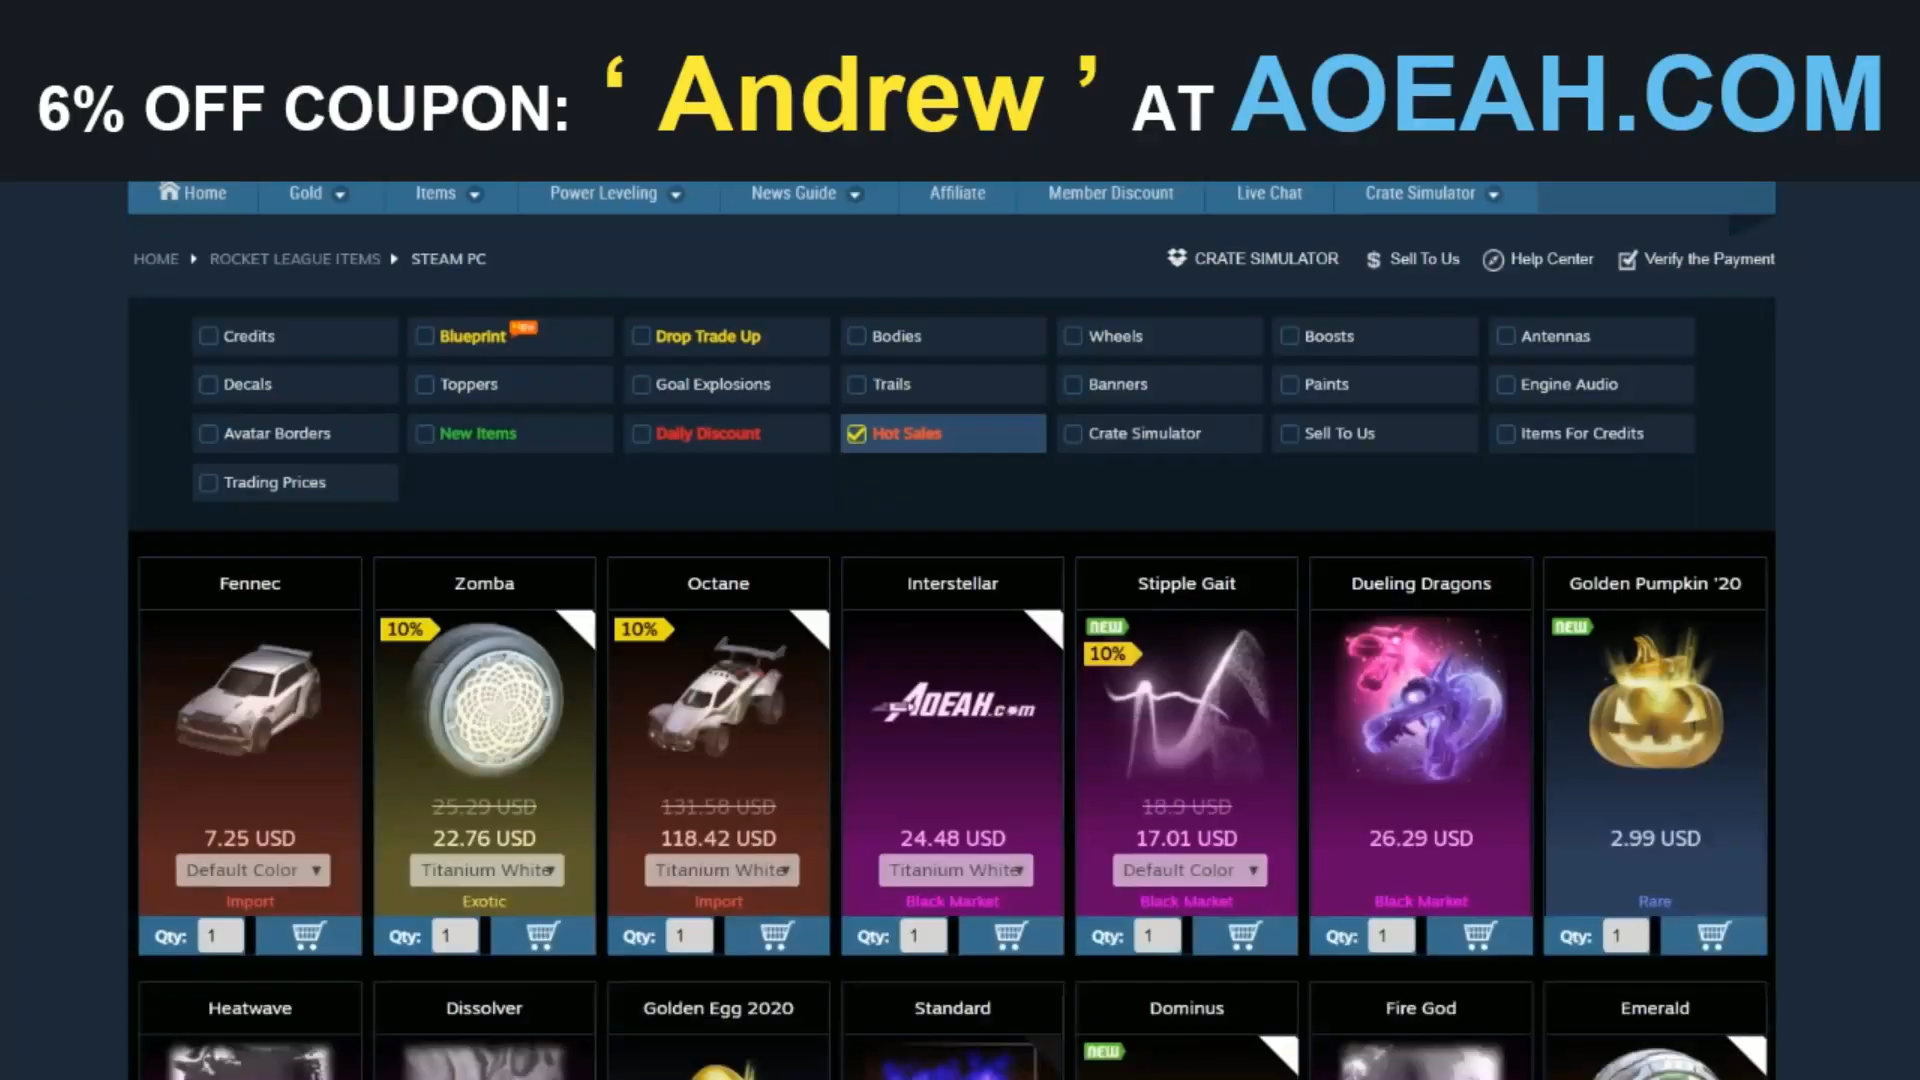 6% OFF COUPON: ‘ Andrew ’ AT AOEAH.COM
Home Gold Items Power Leveling News Guide Affiliate Member Discount Live Chat Crate Simulator
HOME ROCKET LEAGUE ITEMS STEAM PC CRATE SIMULATOR $ Sell To Us Help Center Verify the Payment
Credits Blueprint NEW Drop Trade Up Bodies Wheels Boosts Antennas
Decals Toppers Goal Explosions Trails Banners Paints Engine Audio
Avatar Borders New Items Daily Discount Hot Sales Crate Simulator Sell To Us Items For Credits
Trading Prices
Fennec Zomba Octane Interstellar Stipple Gait Dueling Dragons Golden Pumpkin '20
10% 10% NEW NEW
10%
AOEAH.com
25.29 USD 131.58 USD 18.9 USD
7.25 USD 22.76 USD 118.42 USD 24.48 USD 17.01 USD 26.29 USD 2.99 USD
Default Color Titanium White Titanium White Titanium White Default Color
Import Exotic Import Black Market Black Market Black Market Rare
Qty: 1 Qty: 1 Qty: 1 Qty: 1 Qty: 1 Qty: 1 Qty: 1
Heatwave Dissolver Golden Egg 2020 Standard Dominus Fire God Emerald
NEW